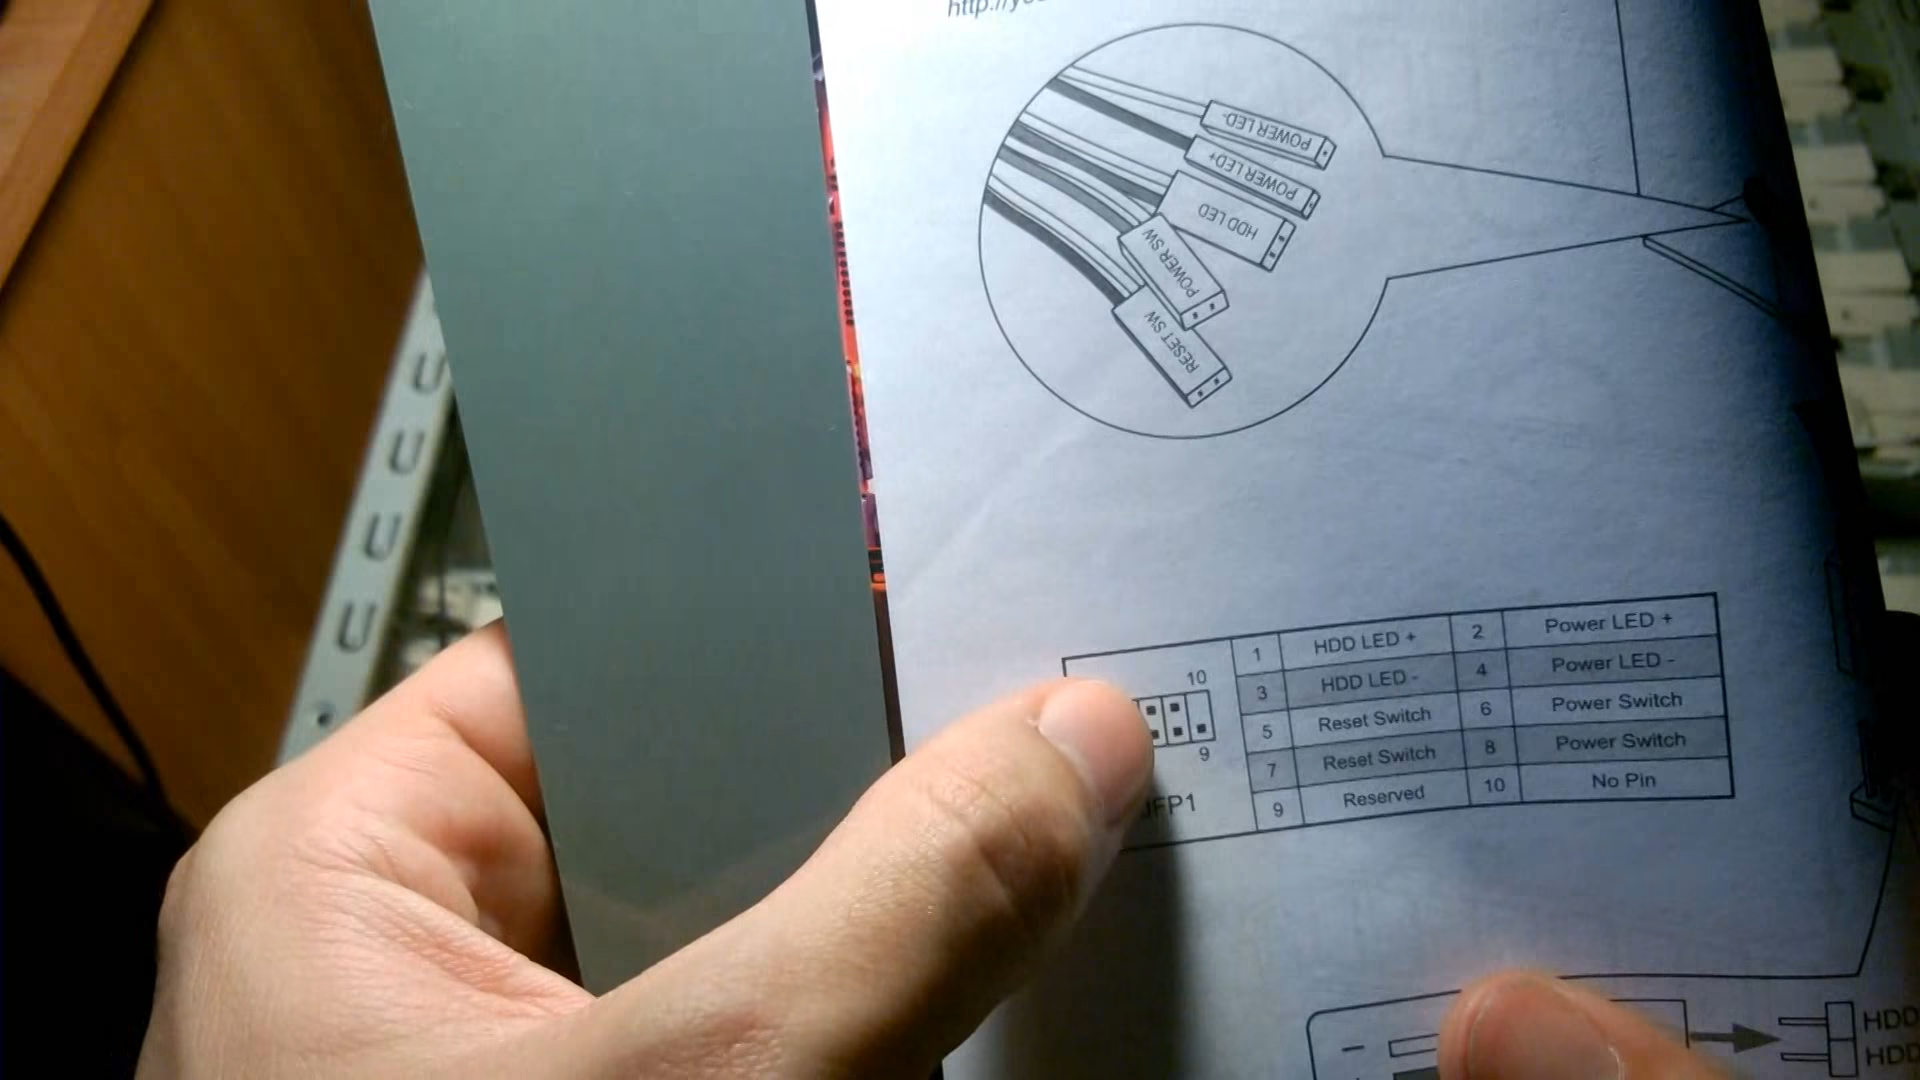 http://yo
POWER LED-
POWER LED+
HDD LED
POWER SW
RESET SW
1 HDD LED + 2 Power LED +
3 HDD LED - 4 Power LED -
5 Reset Switch 6 Power Switch
7 Reset Switch 8 Power Switch
9 Reserved 10 No Pin
10
9
JFP1
HDD
HDD